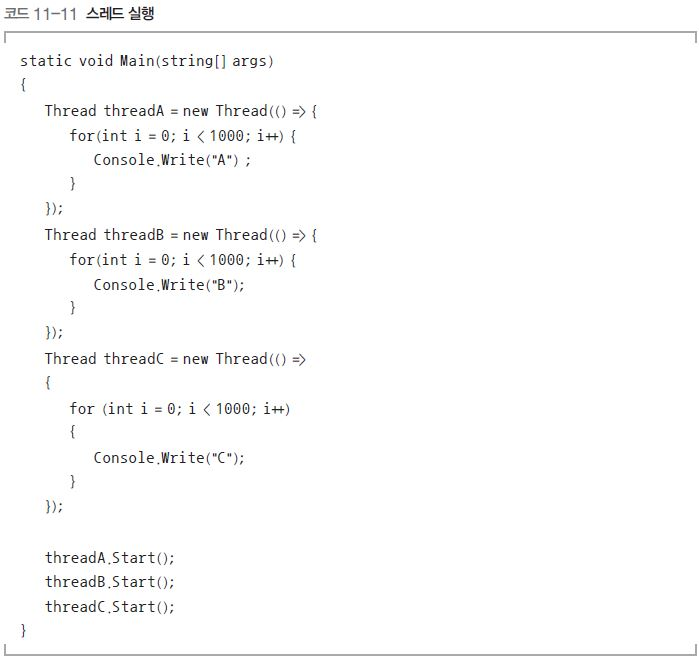 코드 11-11 스레드 실행
static void Main(string[] args)
{
Thread threadA = new Thread(() => {
for(int i = 0; i < 1000; i++) {
Console.Write("A") ;
}
});
Thread threadB = new Thread(() => {
for(int i = 0; i < 1000; i++) {
Console.Write("B");
}
});
Thread threadC = new Thread(() =>
{
for (int i = 0; i < 1000; i++)
{
Console.Write("C");
}
});
threadA.Start();
threadB.Start();
threadC.Start();
}